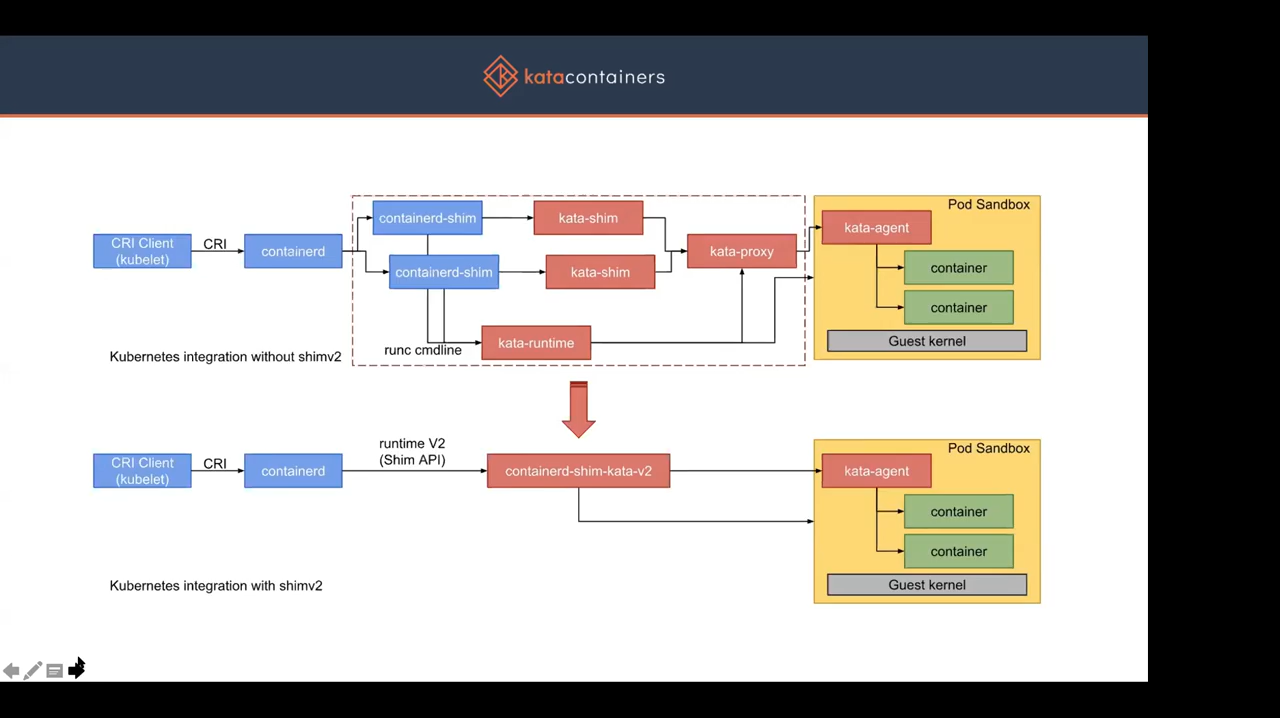 katacontainers
Pod Sandbox
containerd-shim
kata-shim
kata-agent
CRI Client
(kubelet)
CRI
containerd
kata-proxy
containerd-shim
kata-shim
container
container
kata-runtime
runc cmdline
Guest kernel
Kubernetes integration without shimv2
runtime V2
(Shim API)
Pod Sandbox
CRI Client
(kubelet)
CRI
containerd
containerd-shim-kata-v2
kata-agent
container
container
Guest kernel
Kubernetes integration with shimv2